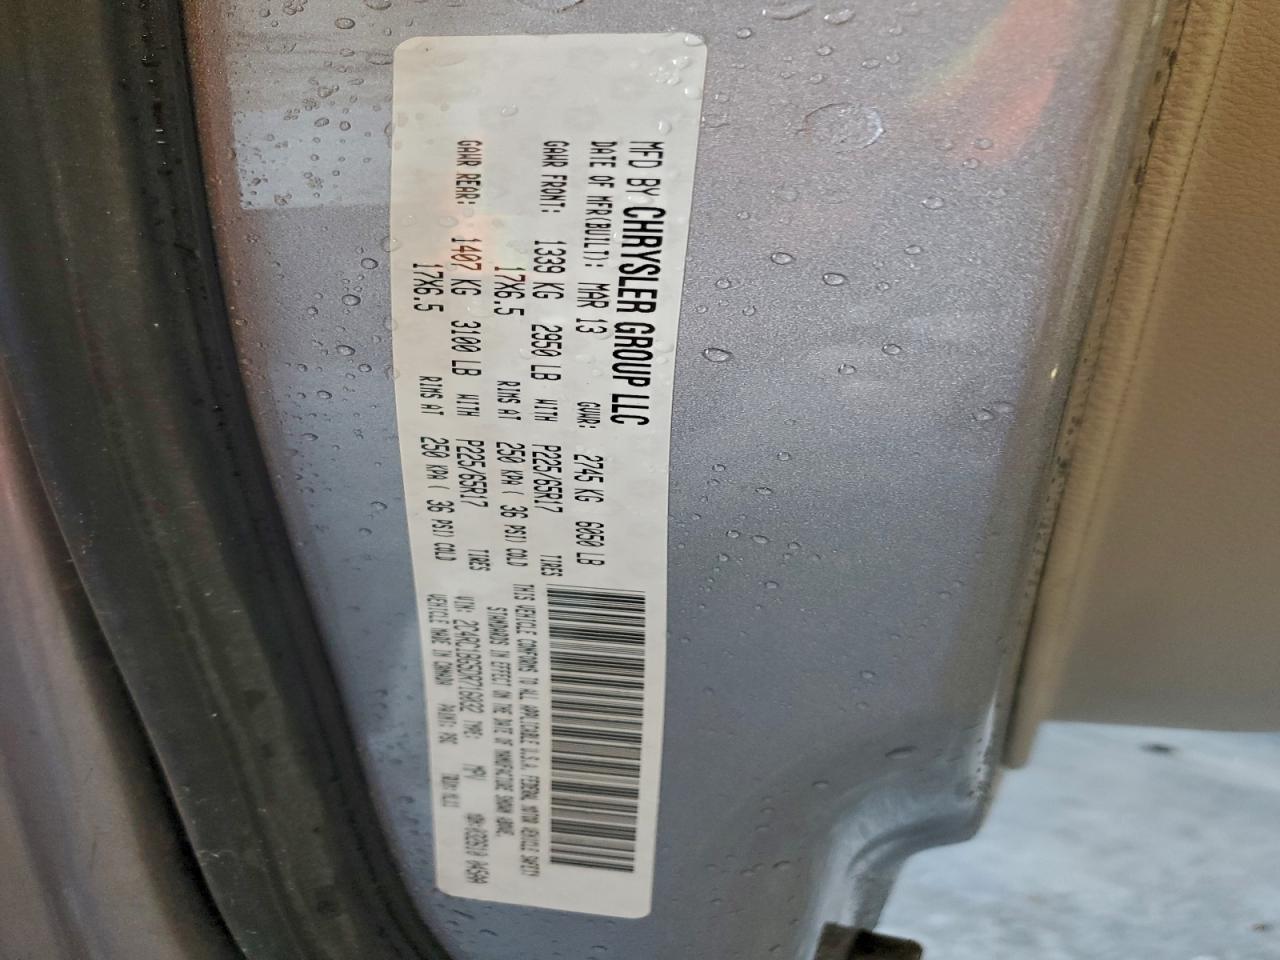 MFD BY CHRYSLER GROUP LLC
DATE OF MFR(BUILT): MAR 13 GVWR: 2745 KG 6050 LB
GAWR FRONT: 1339 KG 2950 LB WITH P225/65R17 TIRES
17X6.5 RIMS AT 250 KPA ( 36 PSI) COLD
GAWR REAR: 1407 KG 3100 LB WITH P225/65R17 TIRES
17X6.5 RIMS AT 250 KPA ( 36 PSI) COLD
THIS VEHICLE CONFORMS TO ALL APPLICABLE U.S.A. FEDERAL MOTOR VEHICLE SAFETY
STANDARDS IN EFFECT ON THE DATE OF MANUFACTURE SHOWN ABOVE.
VIN: TYPE: MPV
VEHICLE MADE IN CANADA PAINT: PSC